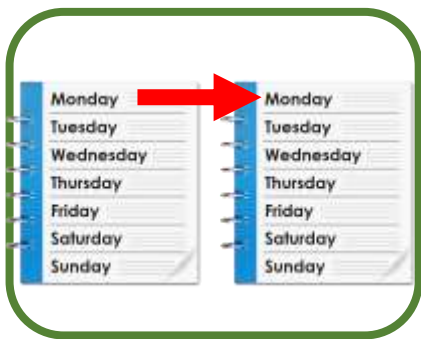 Monday
Tuesday
Wednesday
Thursday
Friday
Saturday
Sunday
Monday
Tuesday
Wednesday
Thursday
Friday
Saturday
Sunday